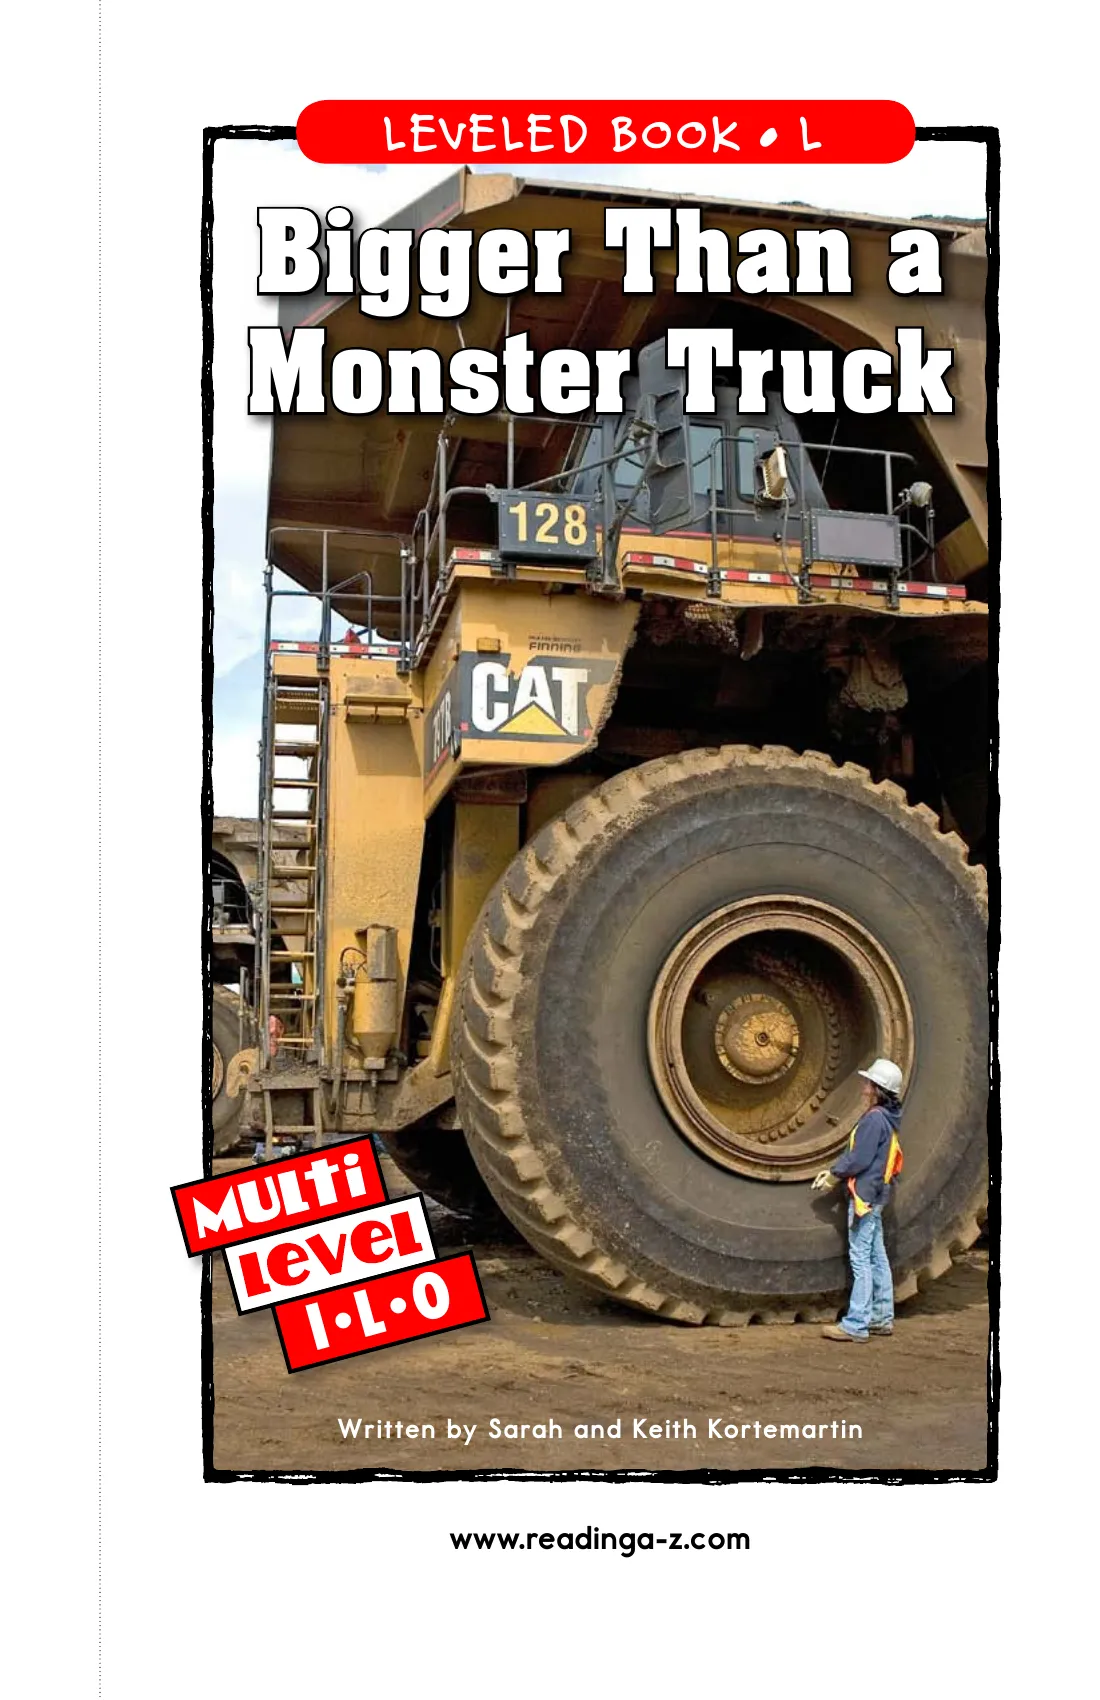 LEVELED BOOK • L
Bigger Than a
Monster Truck
128
FINNING
CAT
Multi
level
I•L•O
Written by Sarah and Keith Kortemartin
www.readinga-z.com